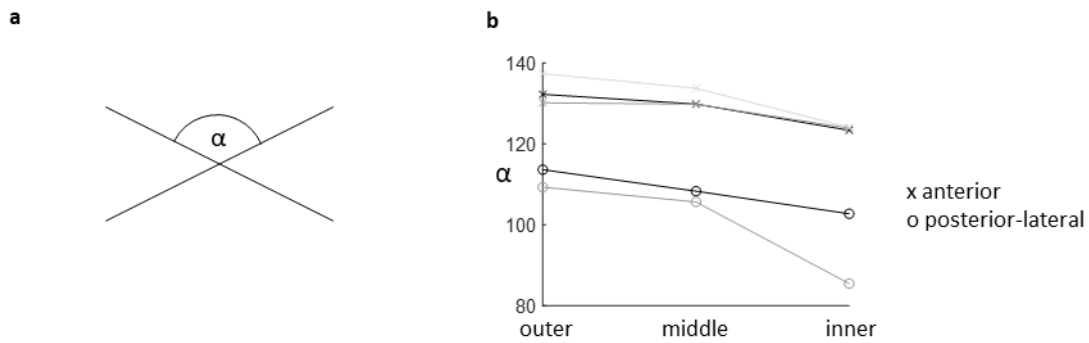 a
α
b
140
120
α
100
80
outer middle inner
x anterior
o posterior-lateral